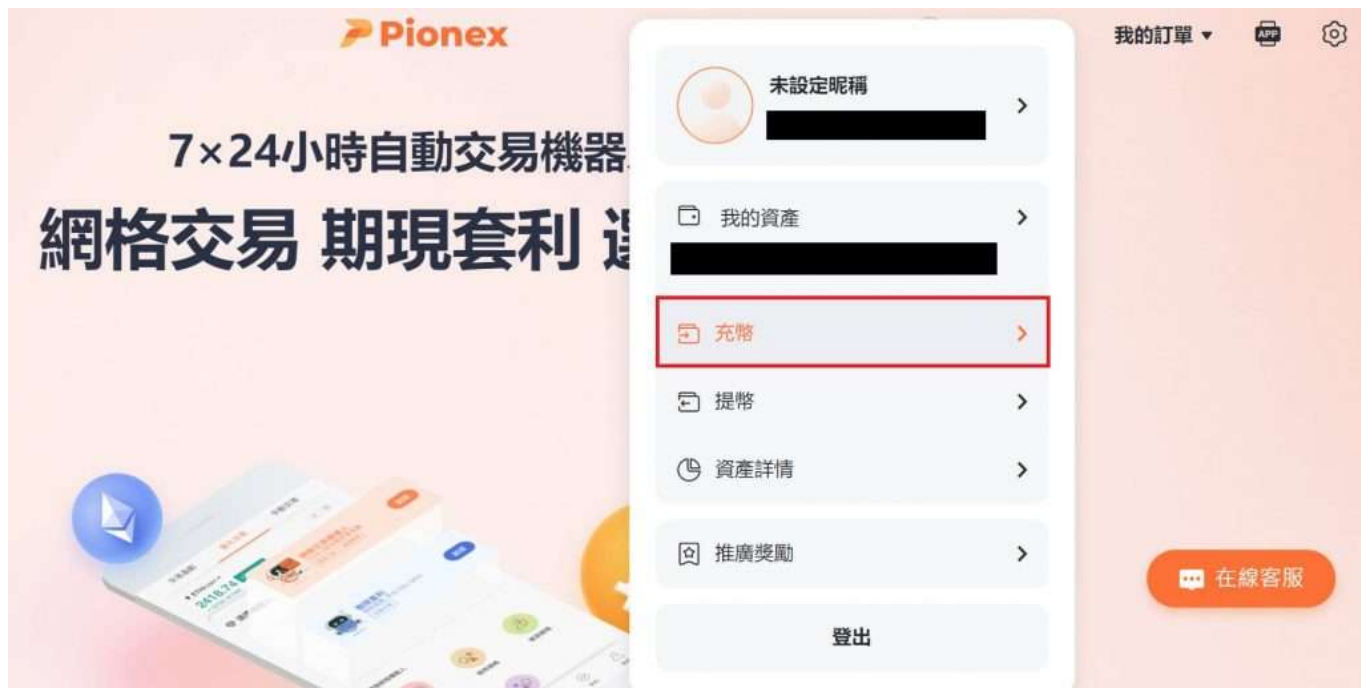 Pionex
我的訂單 ▼
APP
7×24小時自動交易機器
網格交易 期現套利
未設定昵稱
我的資產
充幣
提幣
資產詳情
推廣獎勵
登出
在線客服
2418.74